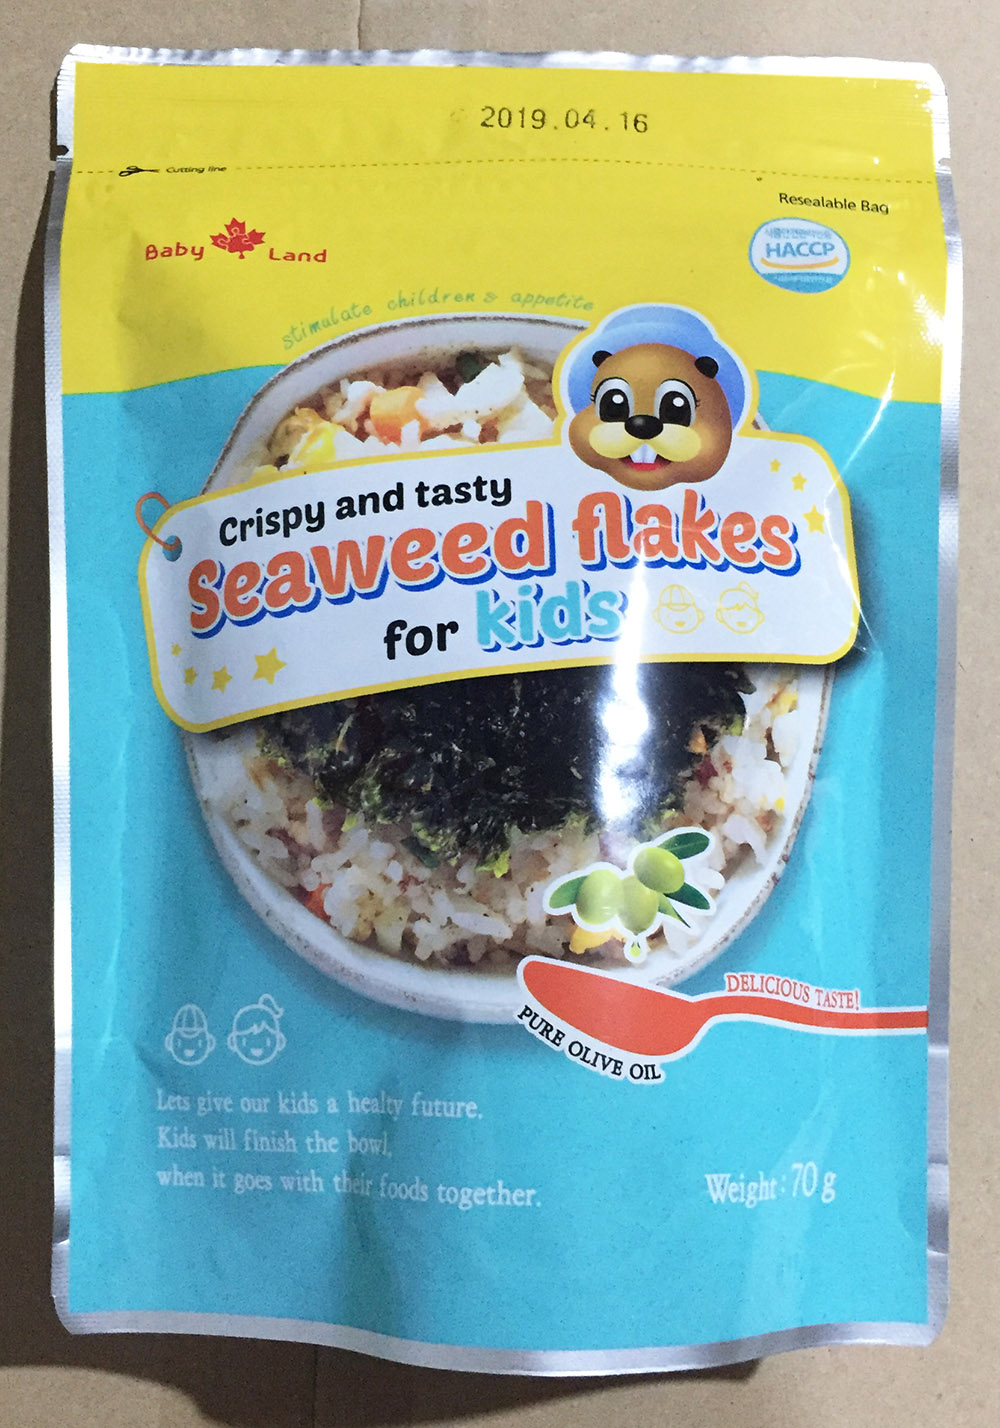 2019.04.16
Cutting line
Resealable Bag
Baby Land
HACCP
stimulate children s appetite
Crispy and tasty
Seaweed flakes
for kids
DELICIOUS TASTE!
PURE OLIVE OIL
Lets give our kids a healty future.
Kids will finish the bowl,
when it goes with their foods together.
Weight : 70 g